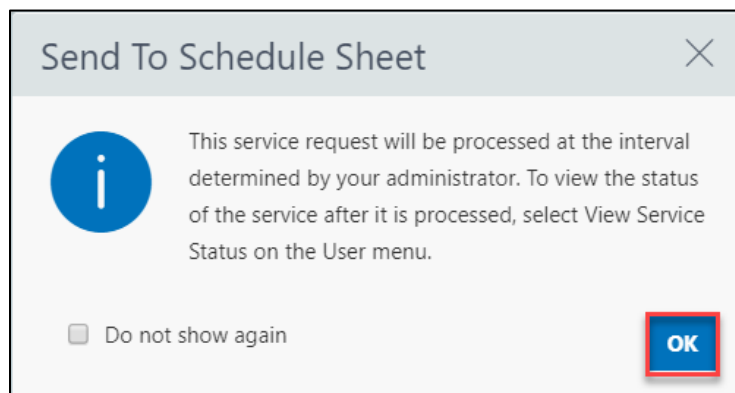 Send To Schedule Sheet
This service request will be processed at the interval
determined by your administrator. To view the status
of the service after it is processed, select View Service
Status on the User menu.
Do not show again
OK